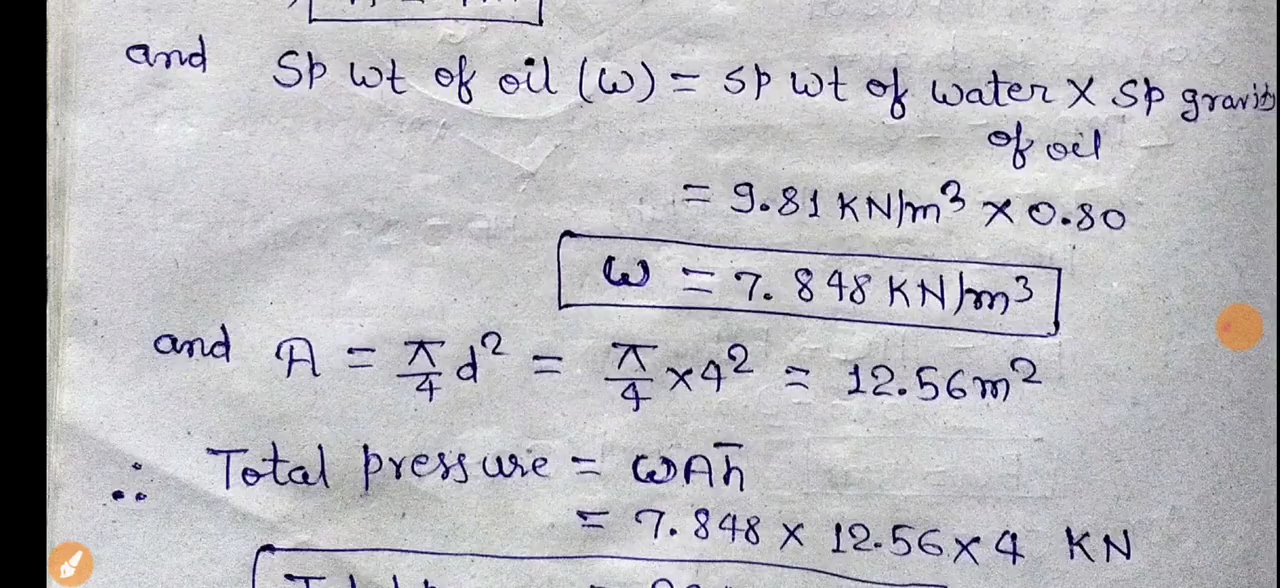 and Sp wt of oil (ω) = sp wt of water × sp gravity
of oil
= 9.81 KN/m³ × 0.80
ω = 7.848 KN/m³
and A = π/4 d² = π/4 × 4² = 12.56m²
∴ Total pressure = ωAh̄
= 7.848 × 12.56 × 4 KN